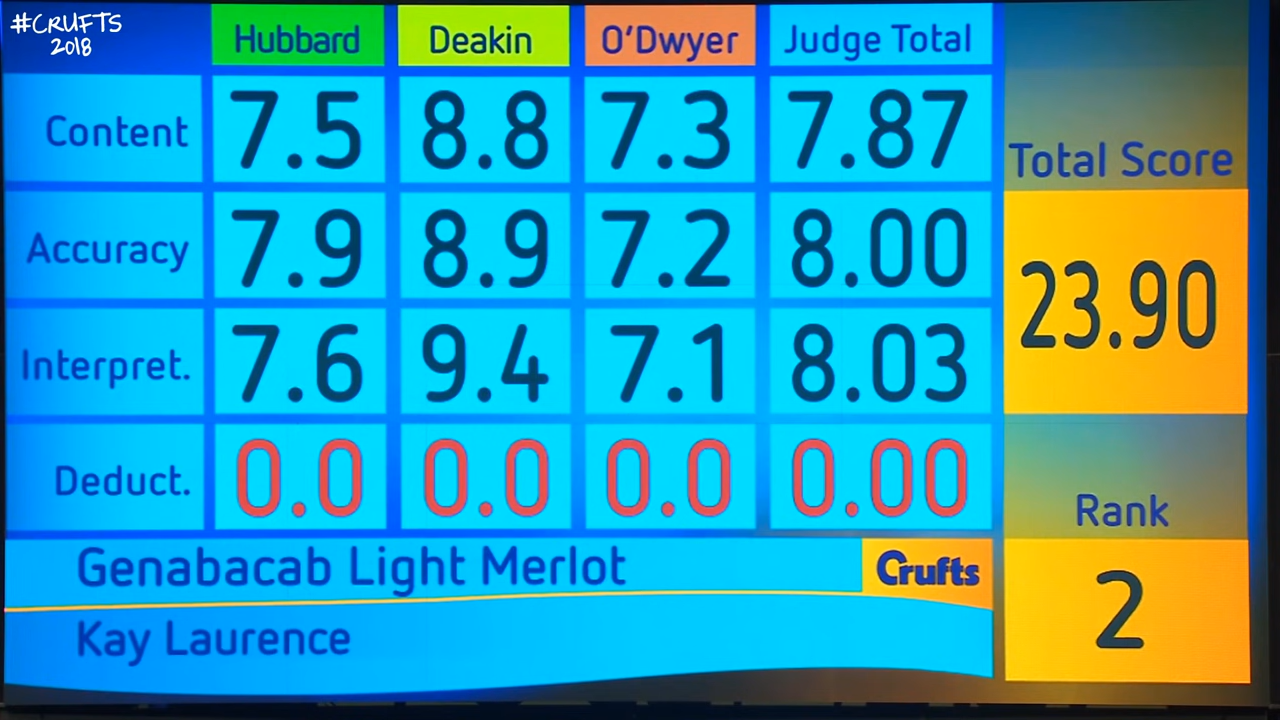 #CRUFTS
2018
Hubbard Deakin O'Dwyer Judge Total
Content 7.5 8.8 7.3 7.87
Total Score
Accuracy 7.9 8.9 7.2 8.00
23.90
Interpret. 7.6 9.4 7.1 8.03
Deduct. 0.0 0.0 0.0 0.00
Rank
2
Genabacab Light Merlot Crufts
Kay Laurence